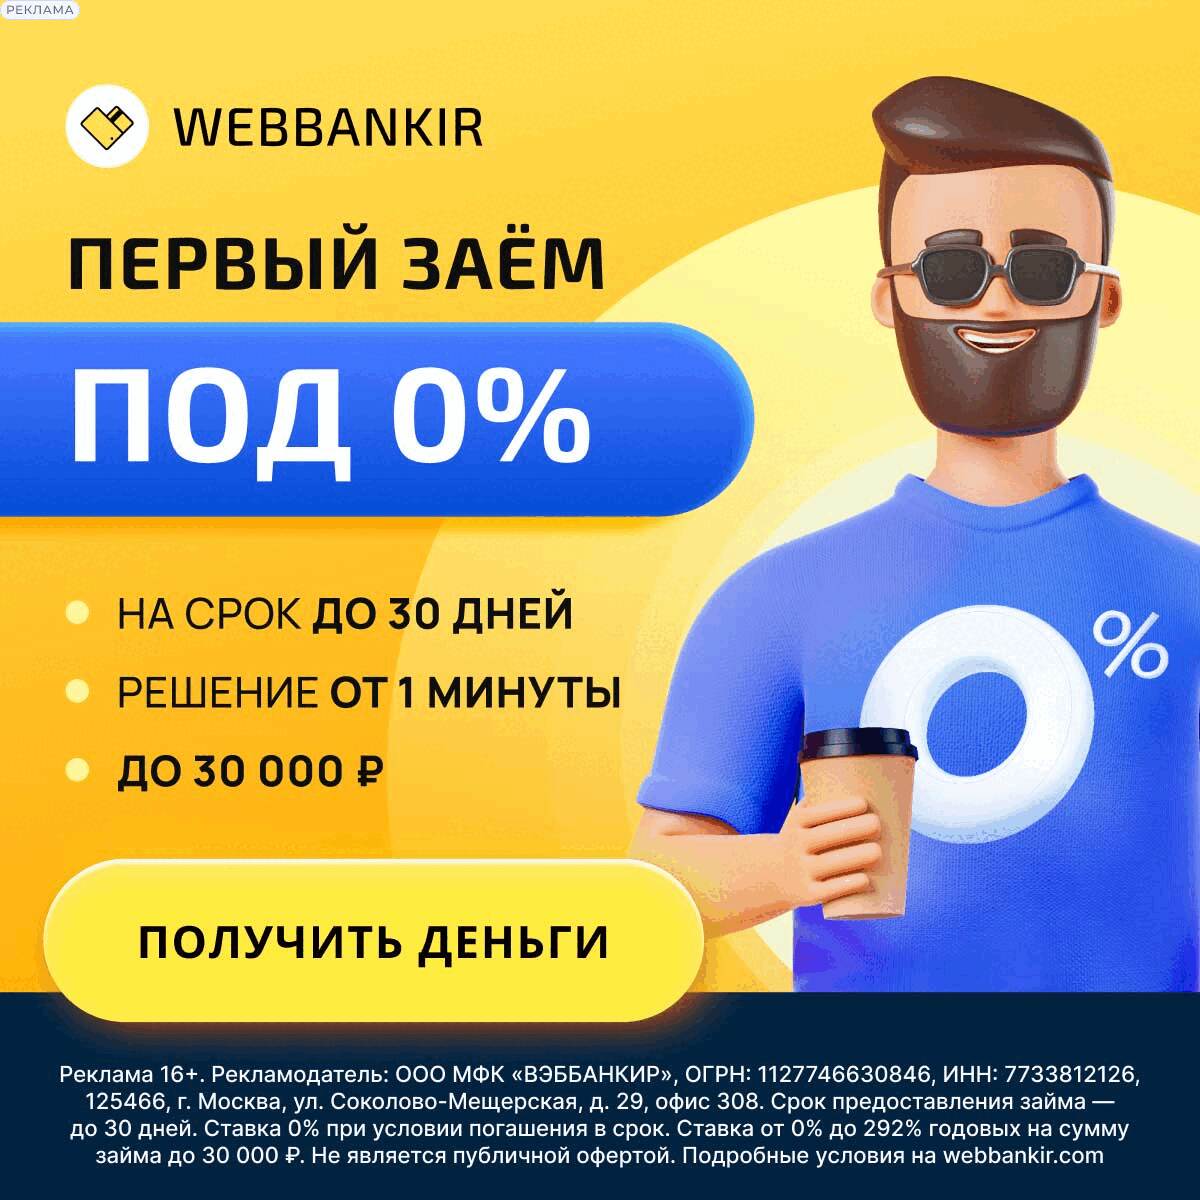 РЕКЛАМА
WEBBANKIR
ПЕРВЫЙ ЗАЁМ
ПОД 0%
НА СРОК ДО 30 ДНЕЙ
РЕШЕНИЕ ОТ 1 МИНУТЫ
ДО 30 000 ₽
0%
ПОЛУЧИТЬ ДЕНЬГИ
Реклама 16+. Рекламодатель: ООО МФК «ВЭББАНКИР», ОГРН: 1127746630846, ИНН: 7733812126,
125466, г. Москва, ул. Соколово-Мещерская, д. 29, офис 308. Срок предоставления займа —
до 30 дней. Ставка 0% при условии погашения в срок. Ставка от 0% до 292% годовых на сумму
займа до 30 000 ₽. Не является публичной офертой. Подробные условия на webbankir.com